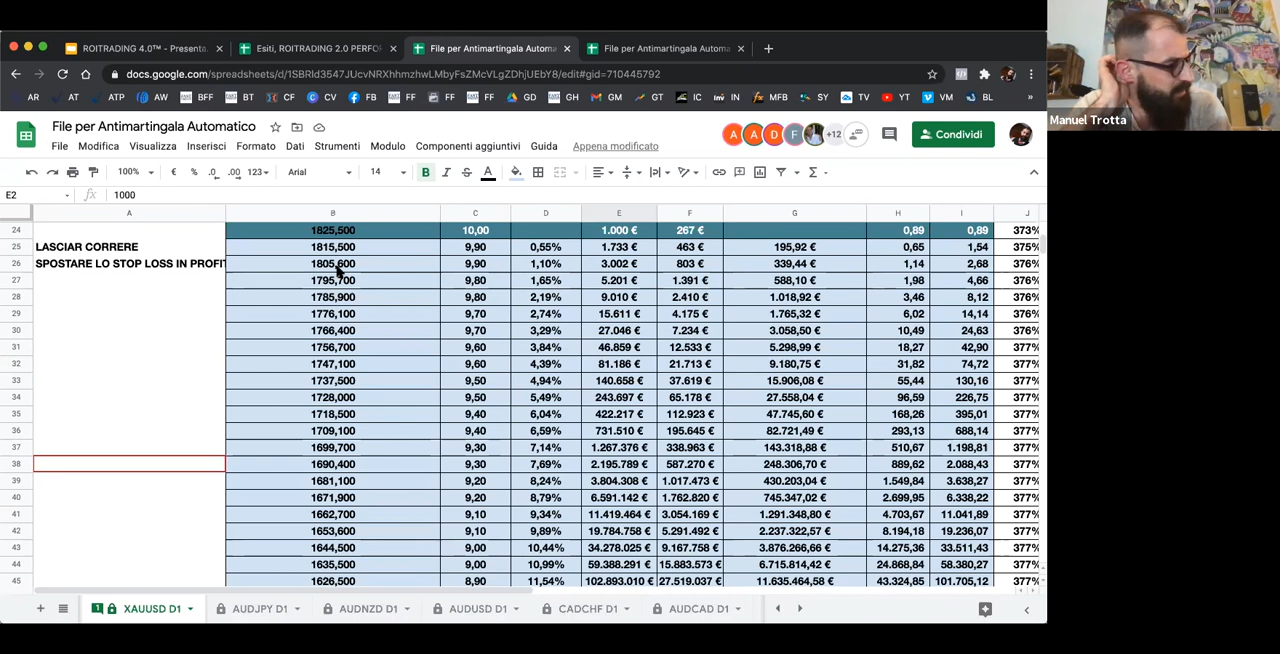 ROITRADING 4.0™ - Presenta.
Esiti, ROITRADING 2.0 PERFO
File per Antimartingala Automa
File per Antimartingala Automa
docs.google.com/spreadsheets/d/1SBRId3547JUcvNRXhhmzhwLMbyFsZMcVLgZDhjUEbY8/edit#gid=710445792
AR AT ATP AW BFF BT CF CV FB FF FF FF GD GH GM GT IC IN MFB SY TV YT VM BL »
Manuel Trotta
File per Antimartingala Automatico
A A D F +12 Condividi
File Modifica Visualizza Inserisci Formato Dati Strumenti Modulo Componenti aggiuntivi Guida Appena modificato
100% € % .0 .00 123 Arial 14 B I S A
E2 fx 1000
A B C D E F G H I J
24 1825,500 10,00 1.000 € 267 € 0,89 0,89 373%
25 LASCIAR CORRERE 1815,500 9,90 0,55% 1.733 € 463 € 195,92 € 0,65 1,54 375%
26 SPOSTARE LO STOP LOSS IN PROFIT 1805,600 9,90 1,10% 3.002 € 803 € 339,44 € 1,14 2,68 376%
27 1795,700 9,80 1,65% 5.201 € 1.391 € 588,10 € 1,98 4,66 376%
28 1785,900 9,80 2,19% 9.010 € 2.410 € 1.018,92 € 3,46 8,12 376%
29 1776,100 9,70 2,74% 15.611 € 4.175 € 1.765,32 € 6,02 14,14 376%
30 1766,400 9,70 3,29% 27.046 € 7.234 € 3.058,50 € 10,49 24,63 376%
31 1756,700 9,60 3,84% 46.859 € 12.533 € 5.298,99 € 18,27 42,90 377%
32 1747,100 9,60 4,39% 81.186 € 21.713 € 9.180,75 € 31,82 74,72 377%
33 1737,500 9,50 4,94% 140.658 € 37.619 € 15.906,08 € 55,44 130,16 377%
34 1728,000 9,50 5,49% 243.697 € 65.178 € 27.558,04 € 96,59 226,75 377%
35 1718,500 9,40 6,04% 422.217 € 112.923 € 47.745,60 € 168,26 395,01 377%
36 1709,100 9,40 6,59% 731.510 € 195.645 € 82.721,49 € 293,13 688,14 377%
37 1699,700 9,30 7,14% 1.267.376 € 338.963 € 143.318,88 € 510,67 1.198,81 377%
38 1690,400 9,30 7,69% 2.195.789 € 587.270 € 248.306,70 € 889,62 2.088,43 377%
39 1681,100 9,20 8,24% 3.804.308 € 1.017.473 € 430.203,04 € 1.549,84 3.638,27 377%
40 1671,900 9,20 8,79% 6.591.142 € 1.762.820 € 745.347,02 € 2.699,95 6.338,22 377%
41 1662,700 9,10 9,34% 11.419.464 € 3.054.169 € 1.291.348,80 € 4.703,67 11.041,89 377%
42 1653,600 9,10 9,89% 19.784.758 € 5.291.492 € 2.237.322,57 € 8.194,18 19.236,07 377%
43 1644,500 9,00 10,44% 34.278.025 € 9.167.758 € 3.876.266,66 € 14.275,36 33.511,43 377%
44 1635,500 9,00 10,99% 59.388.291 € 15.883.573 € 6.715.814,42 € 24.868,84 58.380,27 377%
45 1626,500 8,90 11,54% 102.893.010 € 27.519.037 € 11.635.464,58 € 43.324,85 101.705,12 377%
1 XAUUSD D1 AUDJPY D1 AUDNZD D1 AUDUSD D1 CADCHF D1 AUDCAD D1